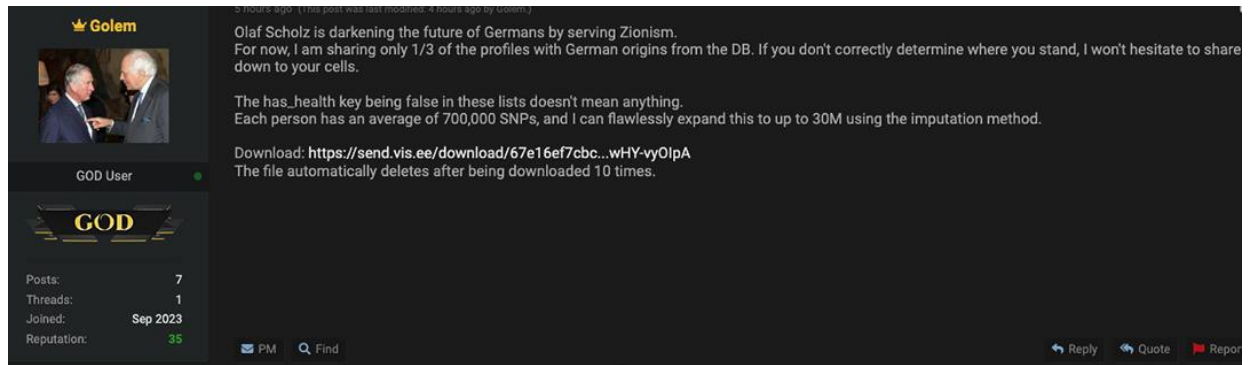 5 hours ago (This post was last modified: 4 hours ago by Golem.)
Golem
Olaf Scholz is darkening the future of Germans by serving Zionism.
For now, I am sharing only 1/3 of the profiles with German origins from the DB. If you don't correctly determine where you stand, I won't hesitate to share
down to your cells.
The has_health key being false in these lists doesn't mean anything.
Each person has an average of 700,000 SNPs, and I can flawlessly expand this to up to 30M using the imputation method.
Download: https://send.vis.ee/download/67e16ef7cbc...wHY-vyOIpA
The file automatically deletes after being downloaded 10 times.
GOD User
GOD
Posts: 7
Threads: 1
Joined: Sep 2023
Reputation: 35
PM Find Reply Quote Repor